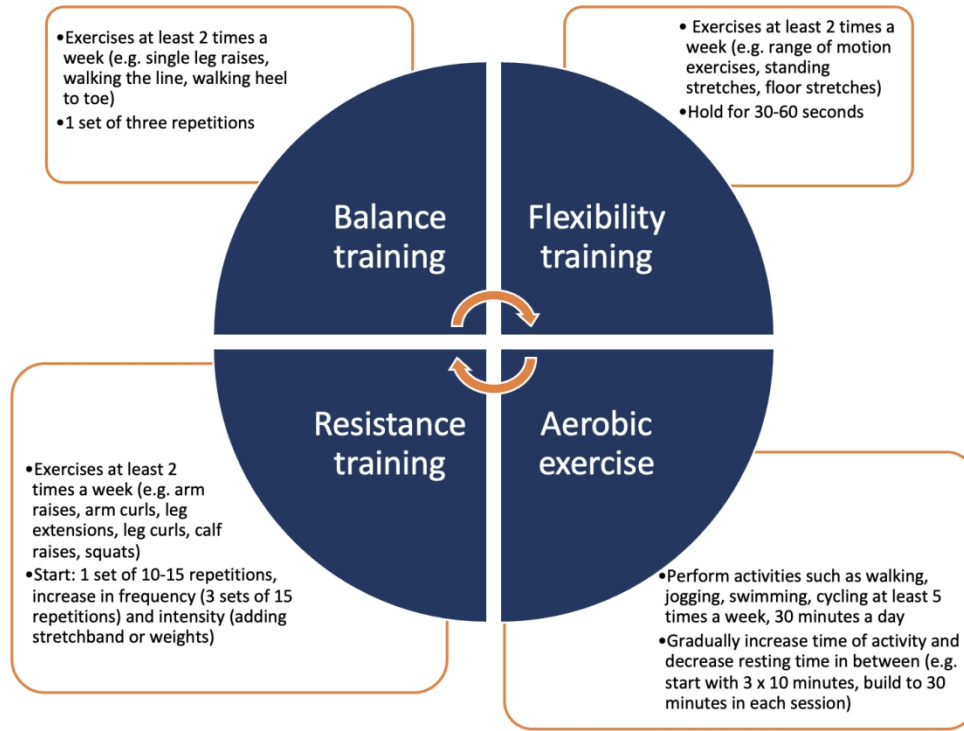 •Exercises at least 2 times a
week (e.g. single leg raises,
walking the line, walking heel
to toe)
•1 set of three repetitions
• Exercises at least 2 times a
week (e.g. range of motion
exercises, standing
stretches, floor stretches)
•Hold for 30-60 seconds
Balance
training
Flexibility
training
Resistance
training
Aerobic
exercise
•Exercises at least 2
times a week (e.g. arm
raises, arm curls, leg
extensions, leg curls, calf
raises, squats)
•Start: 1 set of 10-15 repetitions,
increase in frequency (3 sets of 15
repetitions) and intensity (adding
stretchband or weights)
•Perform activities such as walking,
jogging, swimming, cycling at least 5
times a week, 30 minutes a day
•Gradually increase time of activity and
decrease resting time in between (e.g.
start with 3 x 10 minutes, build to 30
minutes in each session)